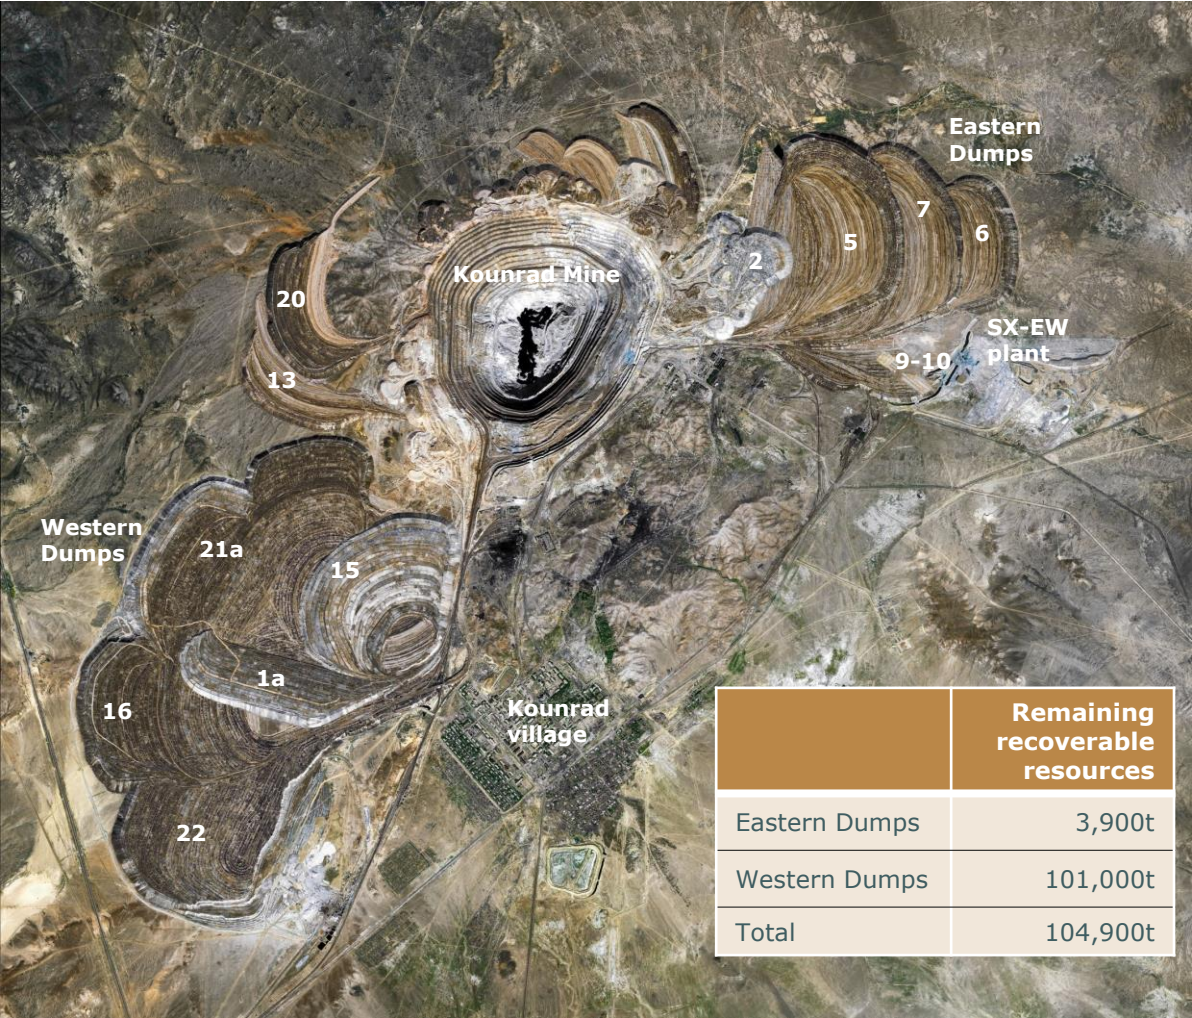 Eastern
Dumps
7
6
5
2
Kounrad Mine
20
SX-EW
plant
9-10
13
Western
Dumps
21a
15
1a
16
Kounrad
village
22
Remaining
recoverable
resources
Eastern Dumps 3,900t
Western Dumps 101,000t
Total 104,900t